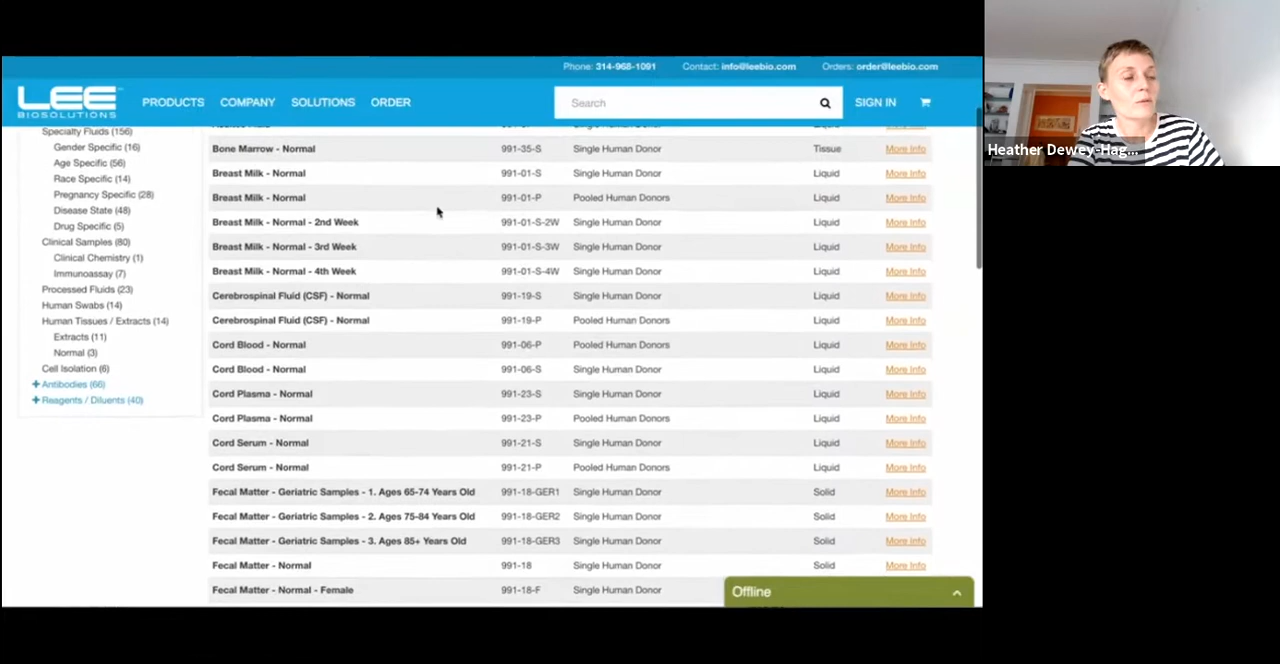 Phone: 314-968-1091 Contact: info@leebio.com Orders: order@leebio.com
LEE BIOSOLUTIONS
PRODUCTS COMPANY SOLUTIONS ORDER Search SIGN IN
Heather Dewey-Hag...
Specialty Fluids (156)
Gender Specific (16)
Age Specific (56)
Race Specific (14)
Pregnancy Specific (28)
Disease State (48)
Drug Specific (5)
Clinical Samples (80)
Clinical Chemistry (1)
Immunoassay (7)
Processed Fluids (23)
Human Swabs (14)
Human Tissues / Extracts (14)
Extracts (11)
Normal (3)
Cell Isolation (6)
+ Antibodies (66)
+ Reagents / Diluents (40)
Bone Marrow - Normal 991-35-S Single Human Donor Tissue More Info
Breast Milk - Normal 991-01-S Single Human Donor Liquid More Info
Breast Milk - Normal 991-01-P Pooled Human Donors Liquid More Info
Breast Milk - Normal - 2nd Week 991-01-S-2W Single Human Donor Liquid More Info
Breast Milk - Normal - 3rd Week 991-01-S-3W Single Human Donor Liquid More Info
Breast Milk - Normal - 4th Week 991-01-S-4W Single Human Donor Liquid More Info
Cerebrospinal Fluid (CSF) - Normal 991-19-S Single Human Donor Liquid More Info
Cerebrospinal Fluid (CSF) - Normal 991-19-P Pooled Human Donors Liquid More Info
Cord Blood - Normal 991-06-P Pooled Human Donors Liquid More Info
Cord Blood - Normal 991-06-S Single Human Donor Liquid More Info
Cord Plasma - Normal 991-23-S Single Human Donor Liquid More Info
Cord Plasma - Normal 991-23-P Pooled Human Donors Liquid More Info
Cord Serum - Normal 991-21-S Single Human Donor Liquid More Info
Cord Serum - Normal 991-21-P Pooled Human Donors Liquid More Info
Fecal Matter - Geriatric Samples - 1. Ages 65-74 Years Old 991-18-GER1 Single Human Donor Solid More Info
Fecal Matter - Geriatric Samples - 2. Ages 75-84 Years Old 991-18-GER2 Single Human Donor Solid More Info
Fecal Matter - Geriatric Samples - 3. Ages 85+ Years Old 991-18-GER3 Single Human Donor Solid More Info
Fecal Matter - Normal 991-18 Single Human Donor Solid More Info
Fecal Matter - Normal - Female 991-18-F Single Human Donor
Offline